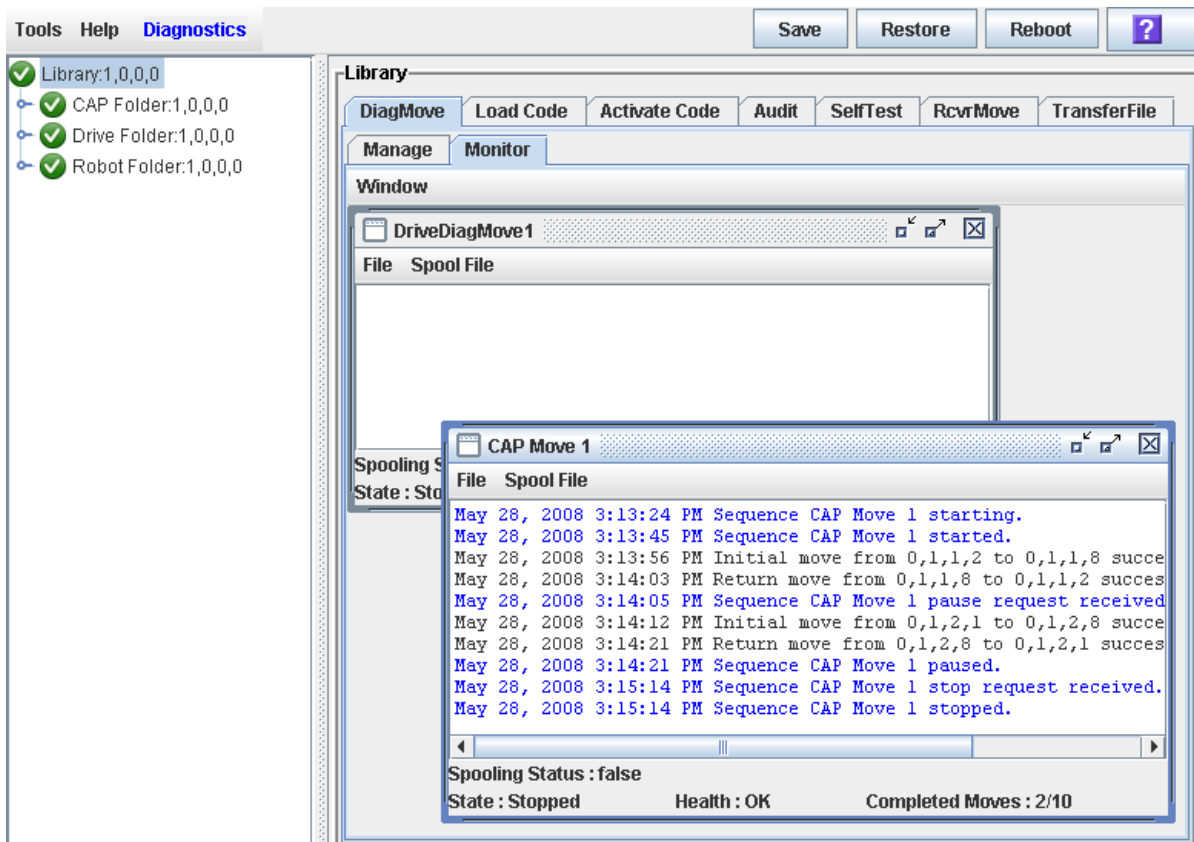 Tools Help Diagnostics Save Restore Reboot ?
Library:1,0,0,0
CAP Folder:1,0,0,0
Drive Folder:1,0,0,0
Robot Folder:1,0,0,0
Library
DiagMove Load Code Activate Code Audit SelfTest RcvrMove TransferFile
Manage Monitor
Window
DriveDiagMove1
File Spool File
Spooling S
State : Sto
CAP Move 1
File Spool File
May 28, 2008 3:13:24 PM Sequence CAP Move 1 starting.
May 28, 2008 3:13:45 PM Sequence CAP Move 1 started.
May 28, 2008 3:13:56 PM Initial move from 0,1,1,2 to 0,1,1,8 succe
May 28, 2008 3:14:03 PM Return move from 0,1,1,8 to 0,1,1,2 succes
May 28, 2008 3:14:05 PM Sequence CAP Move 1 pause request received
May 28, 2008 3:14:12 PM Initial move from 0,1,2,1 to 0,1,2,8 succe
May 28, 2008 3:14:21 PM Return move from 0,1,2,8 to 0,1,2,1 succes
May 28, 2008 3:14:21 PM Sequence CAP Move 1 paused.
May 28, 2008 3:15:14 PM Sequence CAP Move 1 stop request received.
May 28, 2008 3:15:14 PM Sequence CAP Move 1 stopped.
Spooling Status : false
State : Stopped Health : OK Completed Moves : 2/10